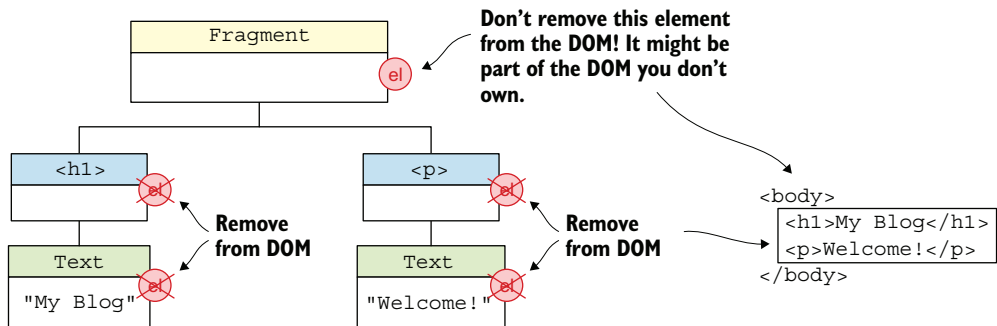 Fragment
el
Don’t remove this element
from the DOM! It might be
part of the DOM you don’t
own.
<h1>
el
<p>
el
Remove
from DOM
Remove
from DOM
Text
el
"My Blog"
Text
el
"Welcome!"
<body>
<h1>My Blog</h1>
<p>Welcome!</p>
</body>